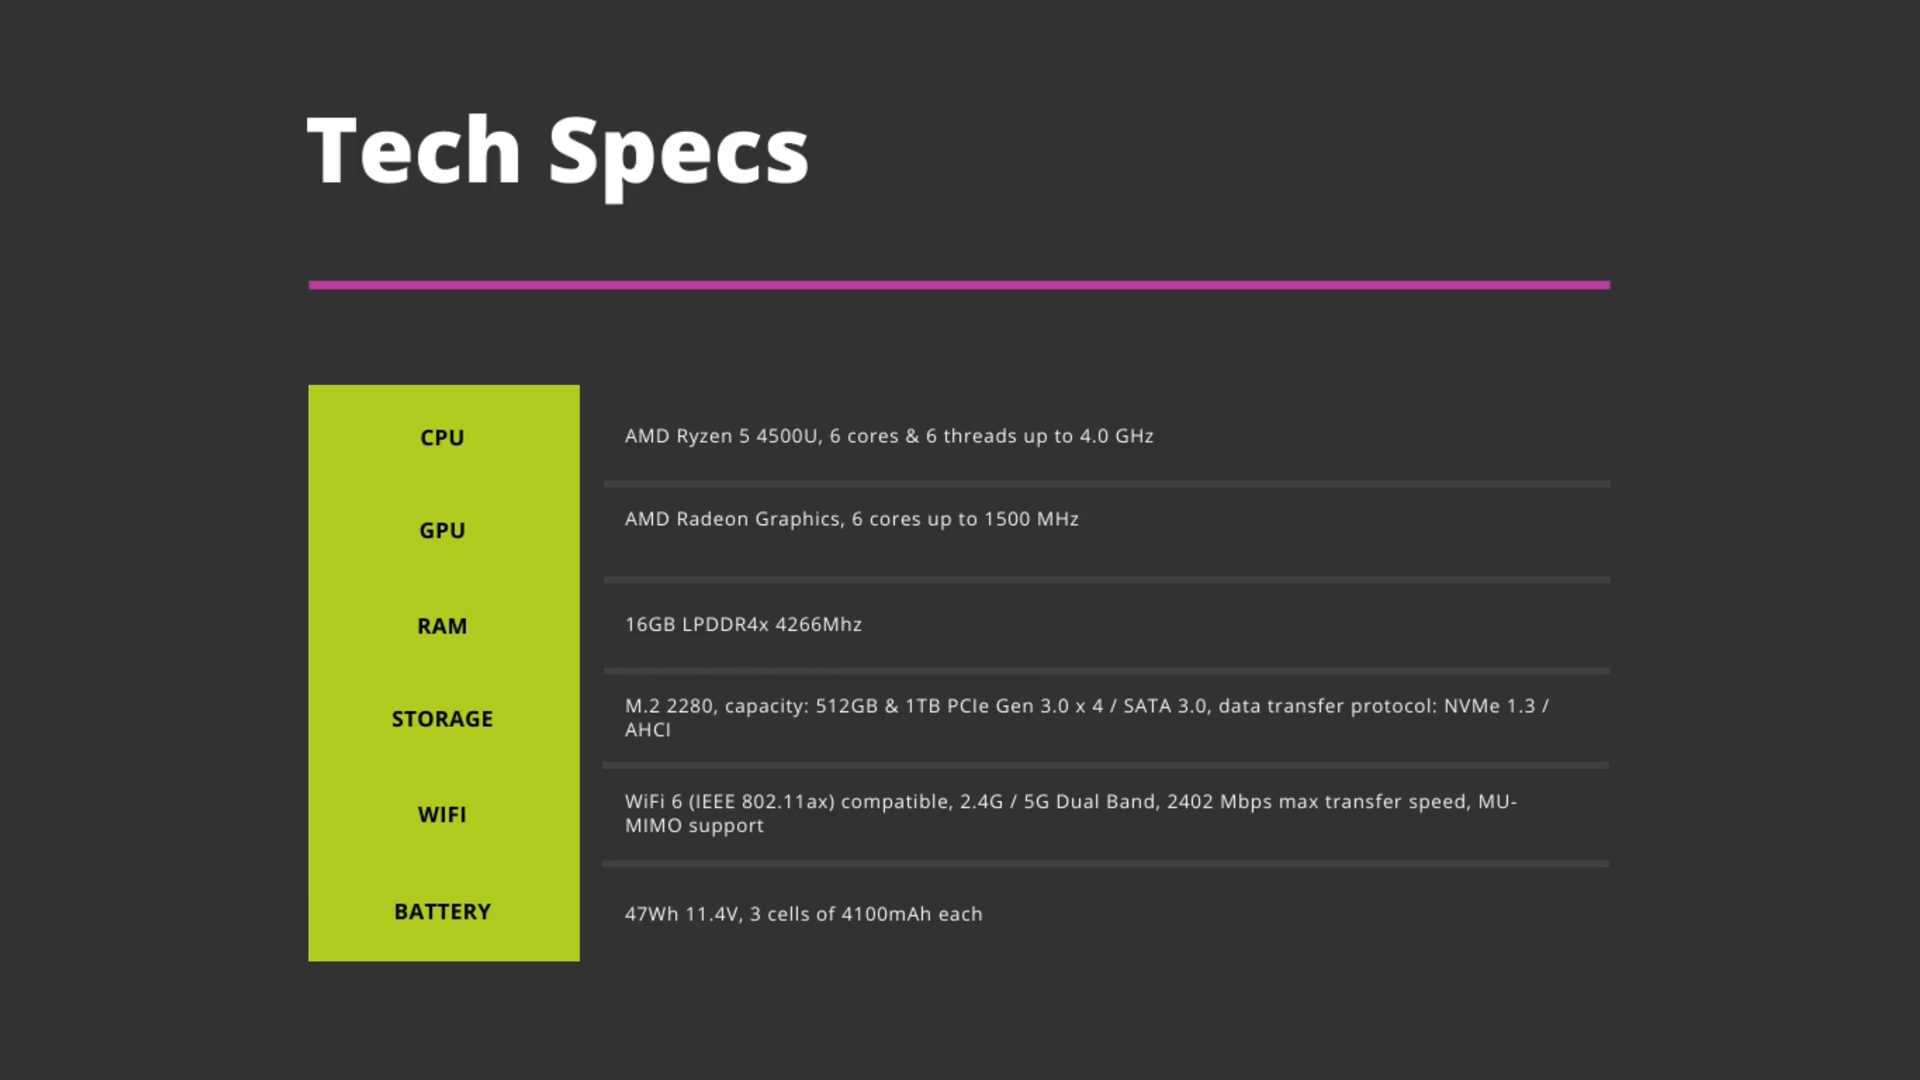 Tech Specs
CPU
AMD Ryzen 5 4500U, 6 cores & 6 threads up to 4.0 GHz
GPU
AMD Radeon Graphics, 6 cores up to 1500 MHz
RAM
16GB LPDDR4x 4266Mhz
STORAGE
M.2 2280, capacity: 512GB & 1TB PCIe Gen 3.0 x 4 / SATA 3.0, data transfer protocol: NVMe 1.3 /
AHCI
WIFI
WiFi 6 (IEEE 802.11ax) compatible, 2.4G / 5G Dual Band, 2402 Mbps max transfer speed, MU-
MIMO support
BATTERY
47Wh 11.4V, 3 cells of 4100mAh each